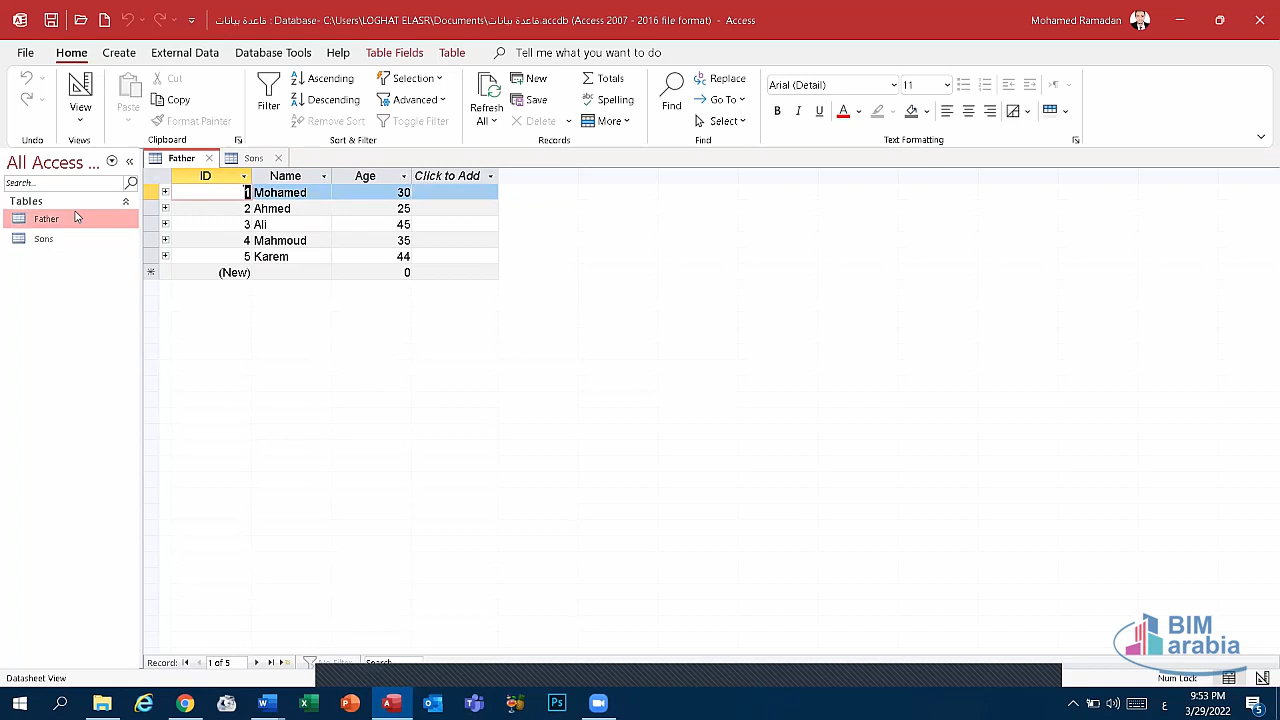 قاعدة بيانات : Database- C:\Users\LOGHAT ELASR\Documents\قاعدة بيانات.accdb (Access 2007 - 2016 file format) - Access
Mohamed Ramadan
File Home Create External Data Database Tools Help Table Fields Table Tell me what you want to do
View
Paste
Cut
Copy
Format Painter
Filter
Ascending
Descending
Remove Sort
Selection
Advanced
Toggle Filter
Refresh
All
New
Save
Delete
Totals
Spelling
More
Find
Replace
Go To
Select
Arial (Detail) 11
B I U A
Undo Views Clipboard Sort & Filter Records Find Text Formatting
All Access ...
Search...
Tables
Father
Sons
Father Sons
ID Name Age Click to Add
1 Mohamed 30
2 Ahmed 25
3 Ali 45
4 Mahmoud 35
5 Karem 44
(New) 0
BIM
arabia
Record: 1 of 5 No Filter Search
Datasheet View Num Lock
ع 9:53 PM
3/29/2022
5